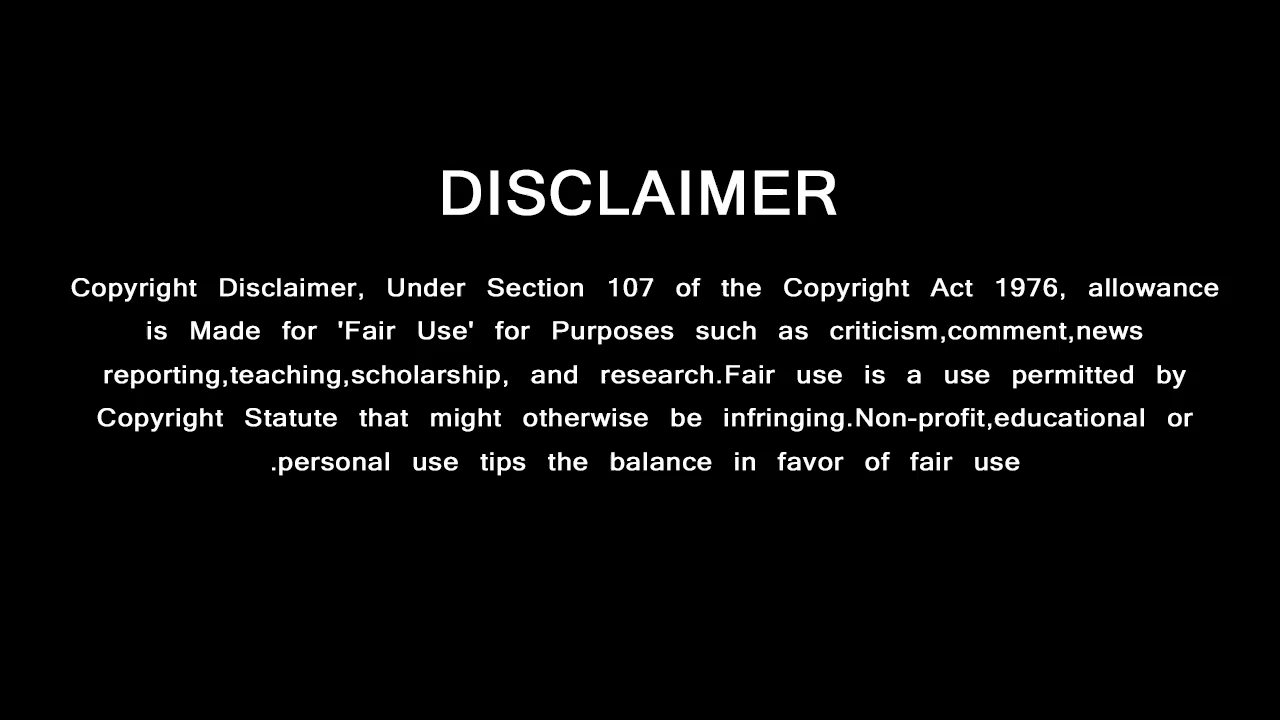 DISCLAIMER
Copyright Disclaimer, Under Section 107 of the Copyright Act 1976, allowance
is Made for 'Fair Use' for Purposes such as criticism,comment,news
reporting,teaching,scholarship, and research.Fair use is a use permitted by
Copyright Statute that might otherwise be infringing.Non-profit,educational or
.personal use tips the balance in favor of fair use